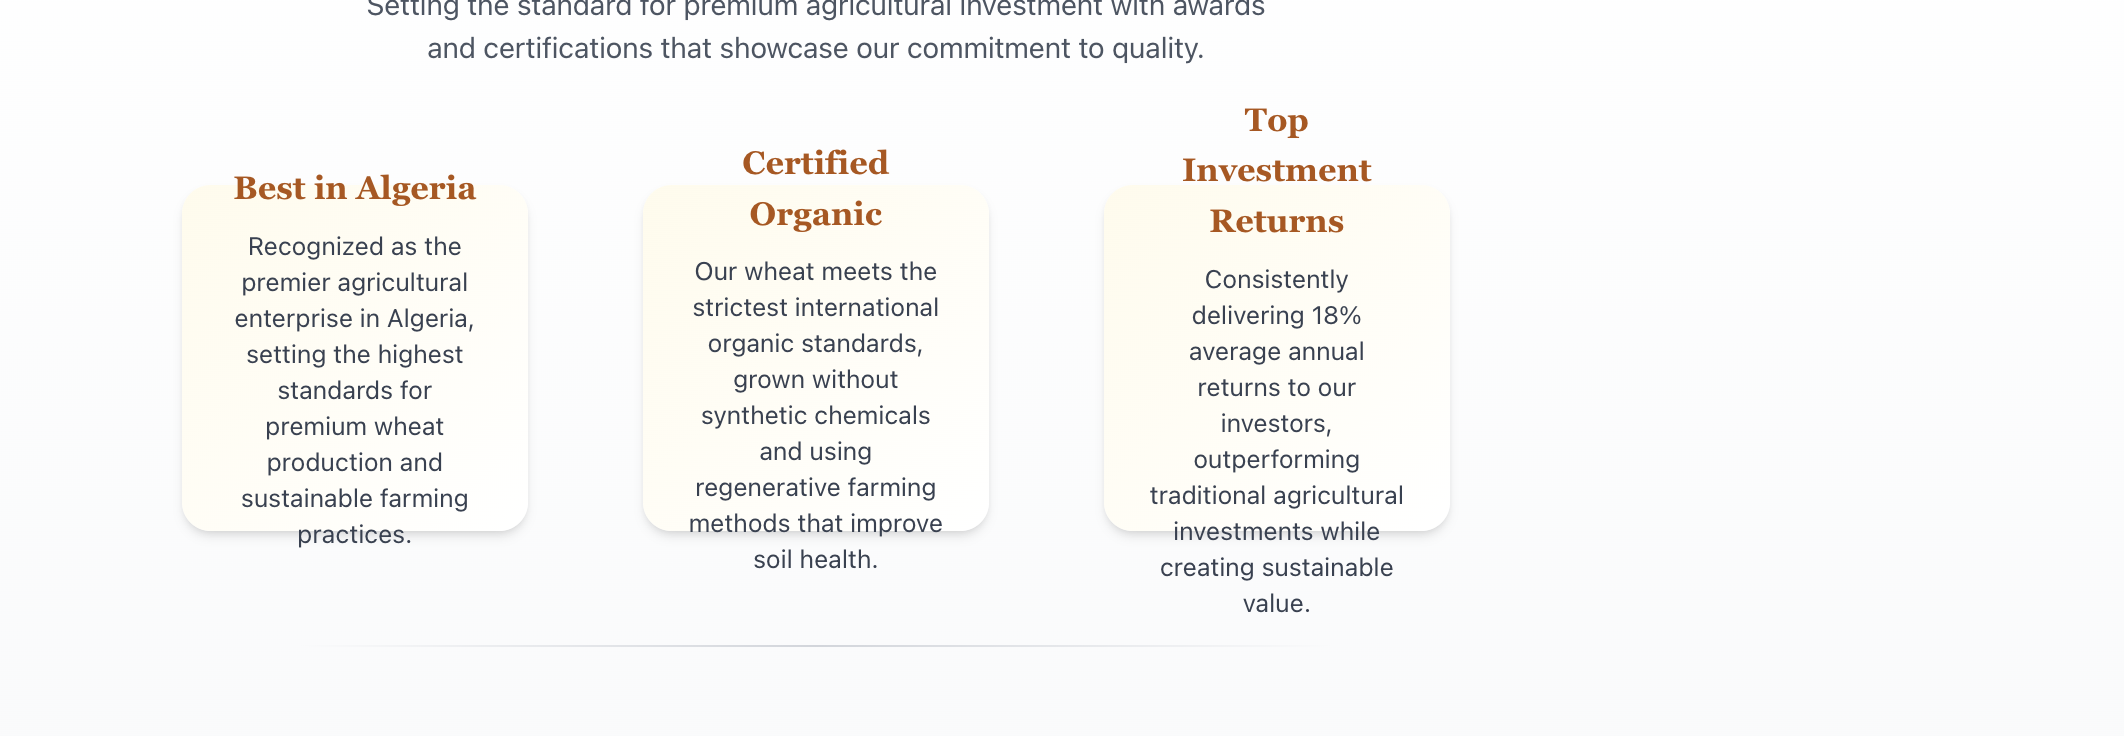 Setting the standard for premium agricultural investment with awards
and certifications that showcase our commitment to quality.
Best in Algeria
Recognized as the
premier agricultural
enterprise in Algeria,
setting the highest
standards for
premium wheat
production and
sustainable farming
practices.
Certified
Organic
Our wheat meets the
strictest international
organic standards,
grown without
synthetic chemicals
and using
regenerative farming
methods that improve
soil health.
Top
Investment
Returns
Consistently
delivering 18%
average annual
returns to our
investors,
outperforming
traditional agricultural
investments while
creating sustainable
value.